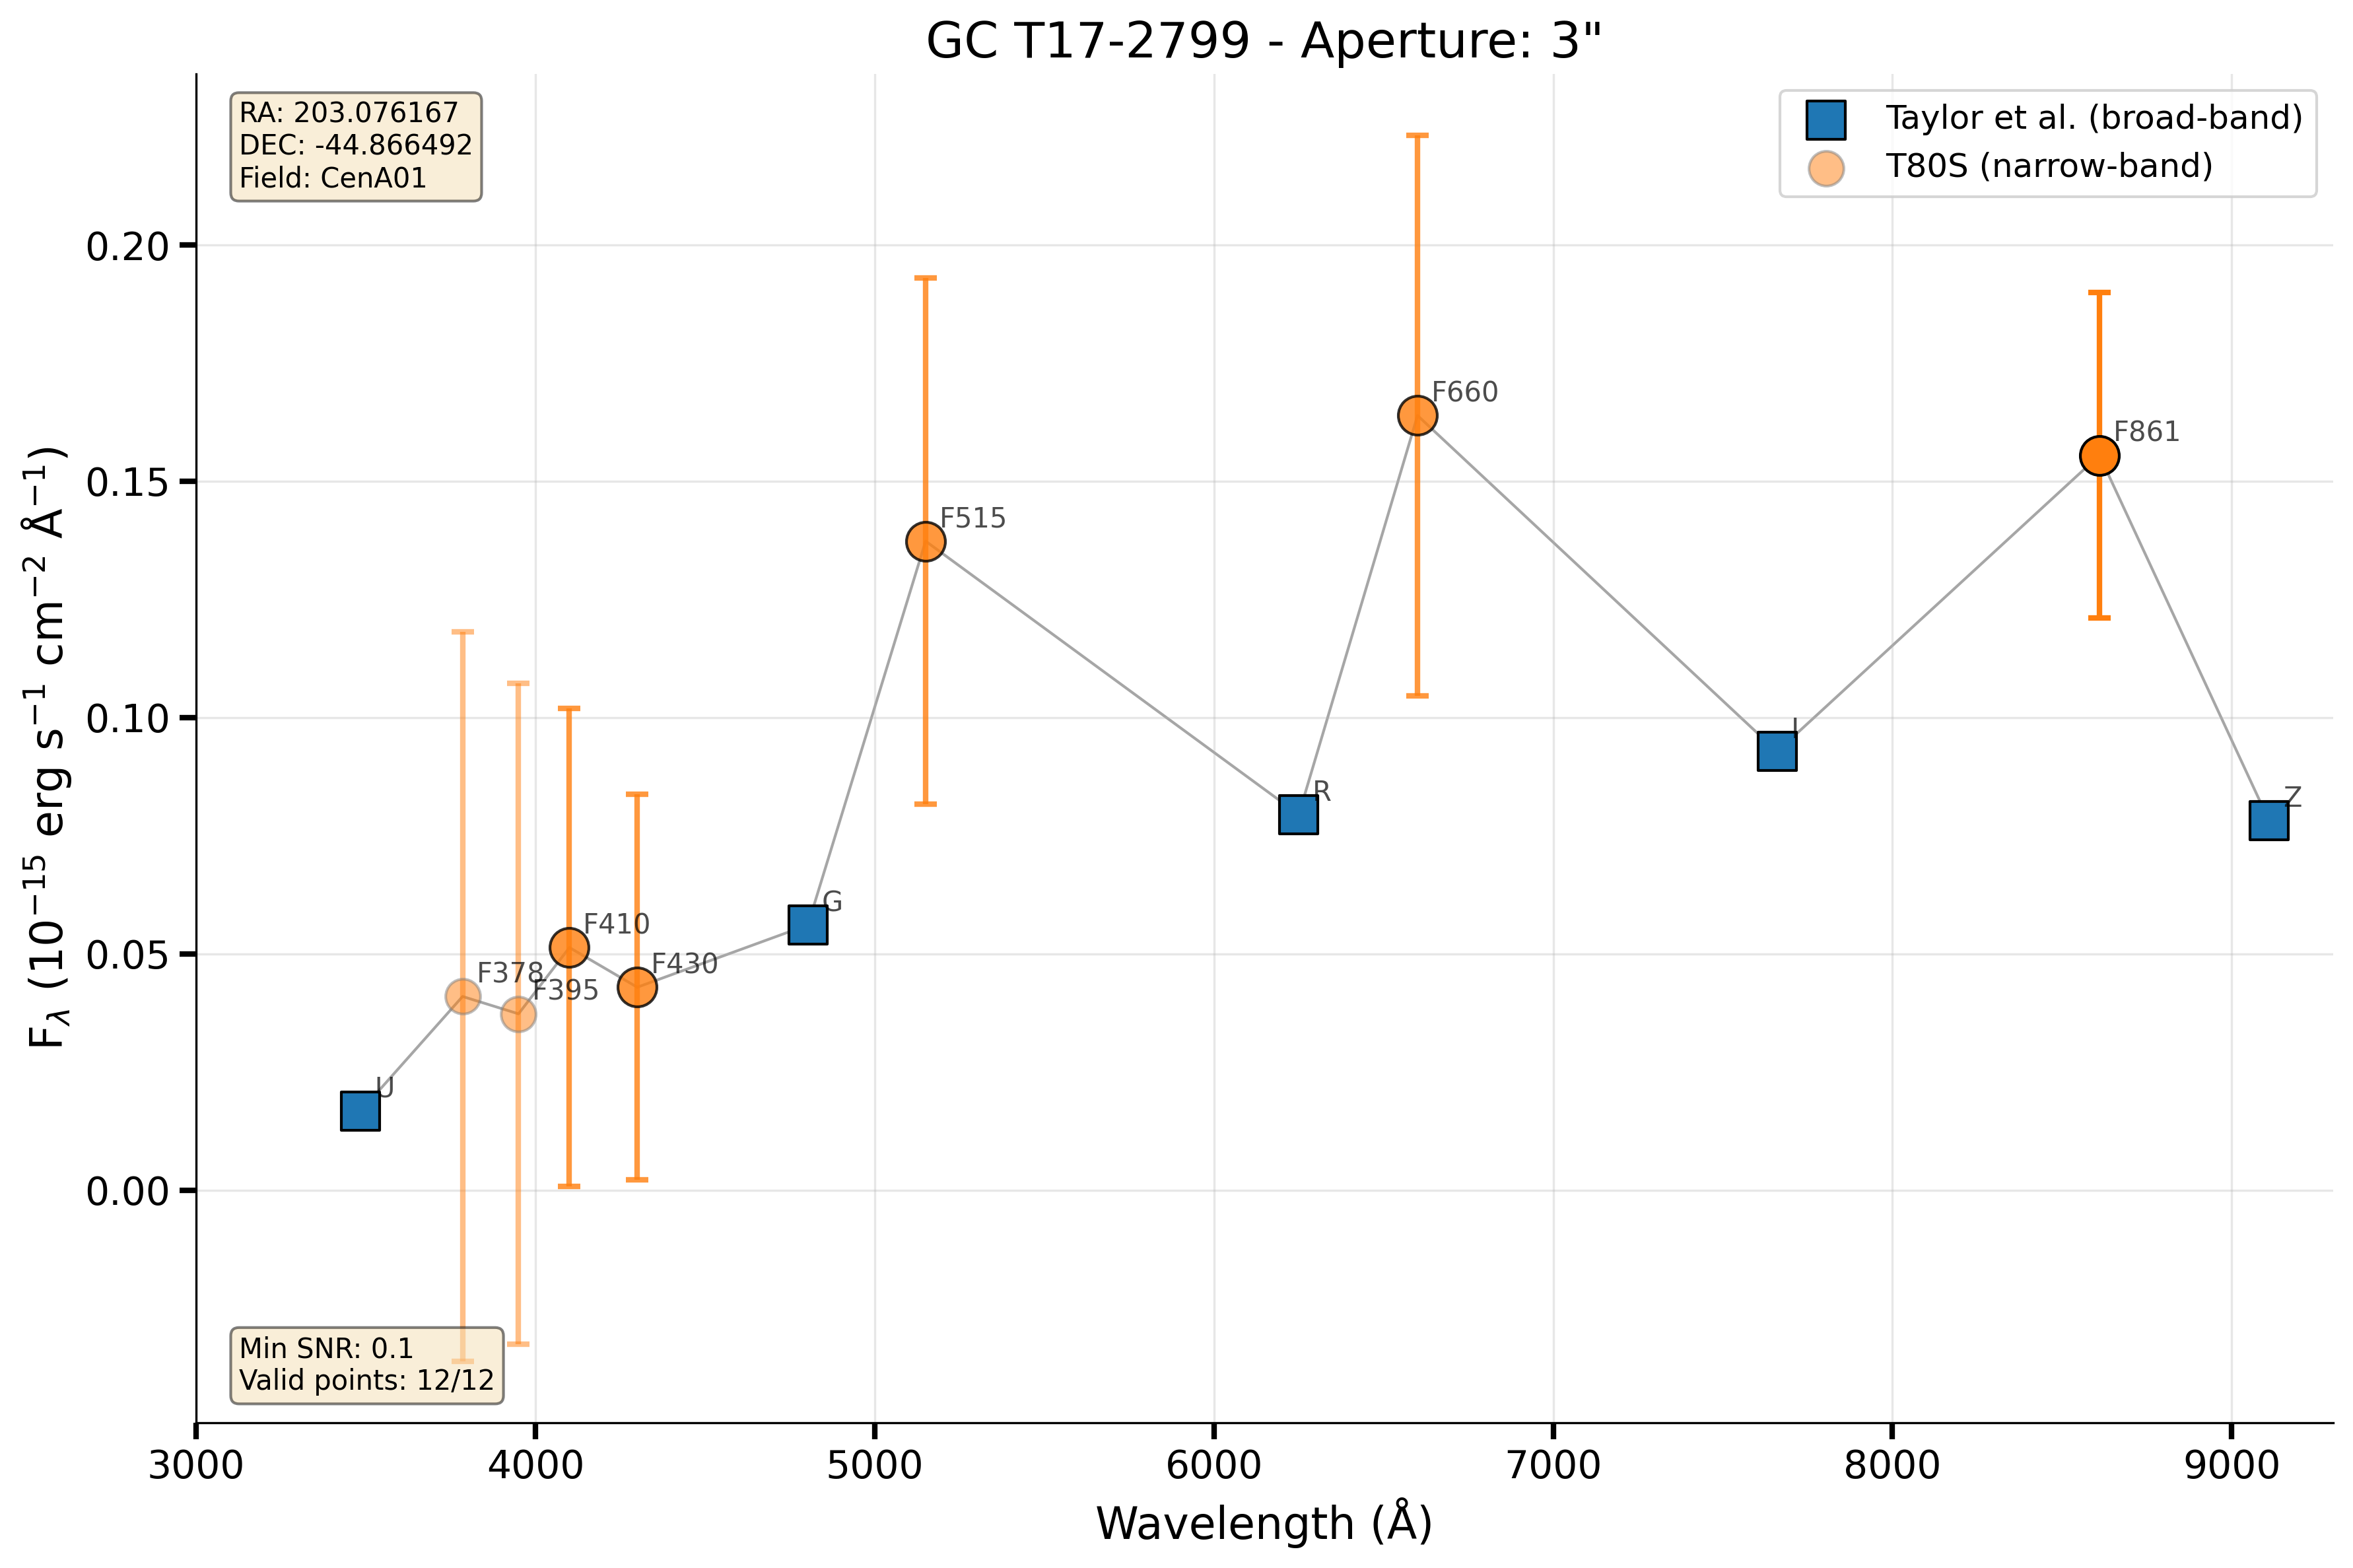 GC T17-2799 - Aperture: 3"
RA: 203.076167
DEC: -44.866492
Field: CenA01
Taylor et al. (broad-band)
T80S (narrow-band)
F_λ (10⁻¹⁵ erg s⁻¹ cm⁻² Å⁻¹)
0.20
0.15
0.10
0.05
0.00
F660
F861
F515
I
R
Z
G
F410
F430
F378
F395
U
Min SNR: 0.1
Valid points: 12/12
3000 4000 5000 6000 7000 8000 9000
Wavelength (Å)